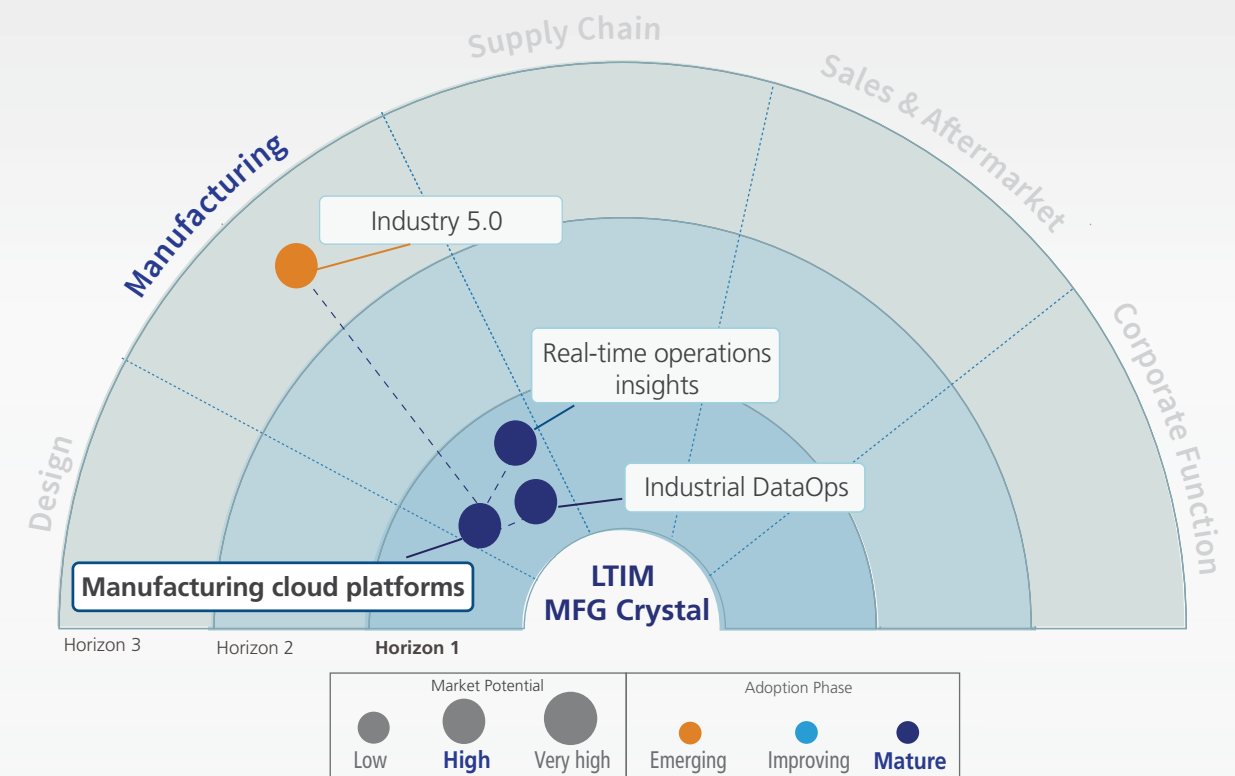 Supply Chain
Sales & Aftermarket
Manufacturing
Industry 5.0
Real-time operations
insights
Corporate Function
Design
Industrial DataOps
Manufacturing cloud platforms
LTIM
MFG Crystal
Horizon 3
Horizon 2
Horizon 1
Market Potential
Low
High
Very high
Adoption Phase
Emerging
Improving
Mature